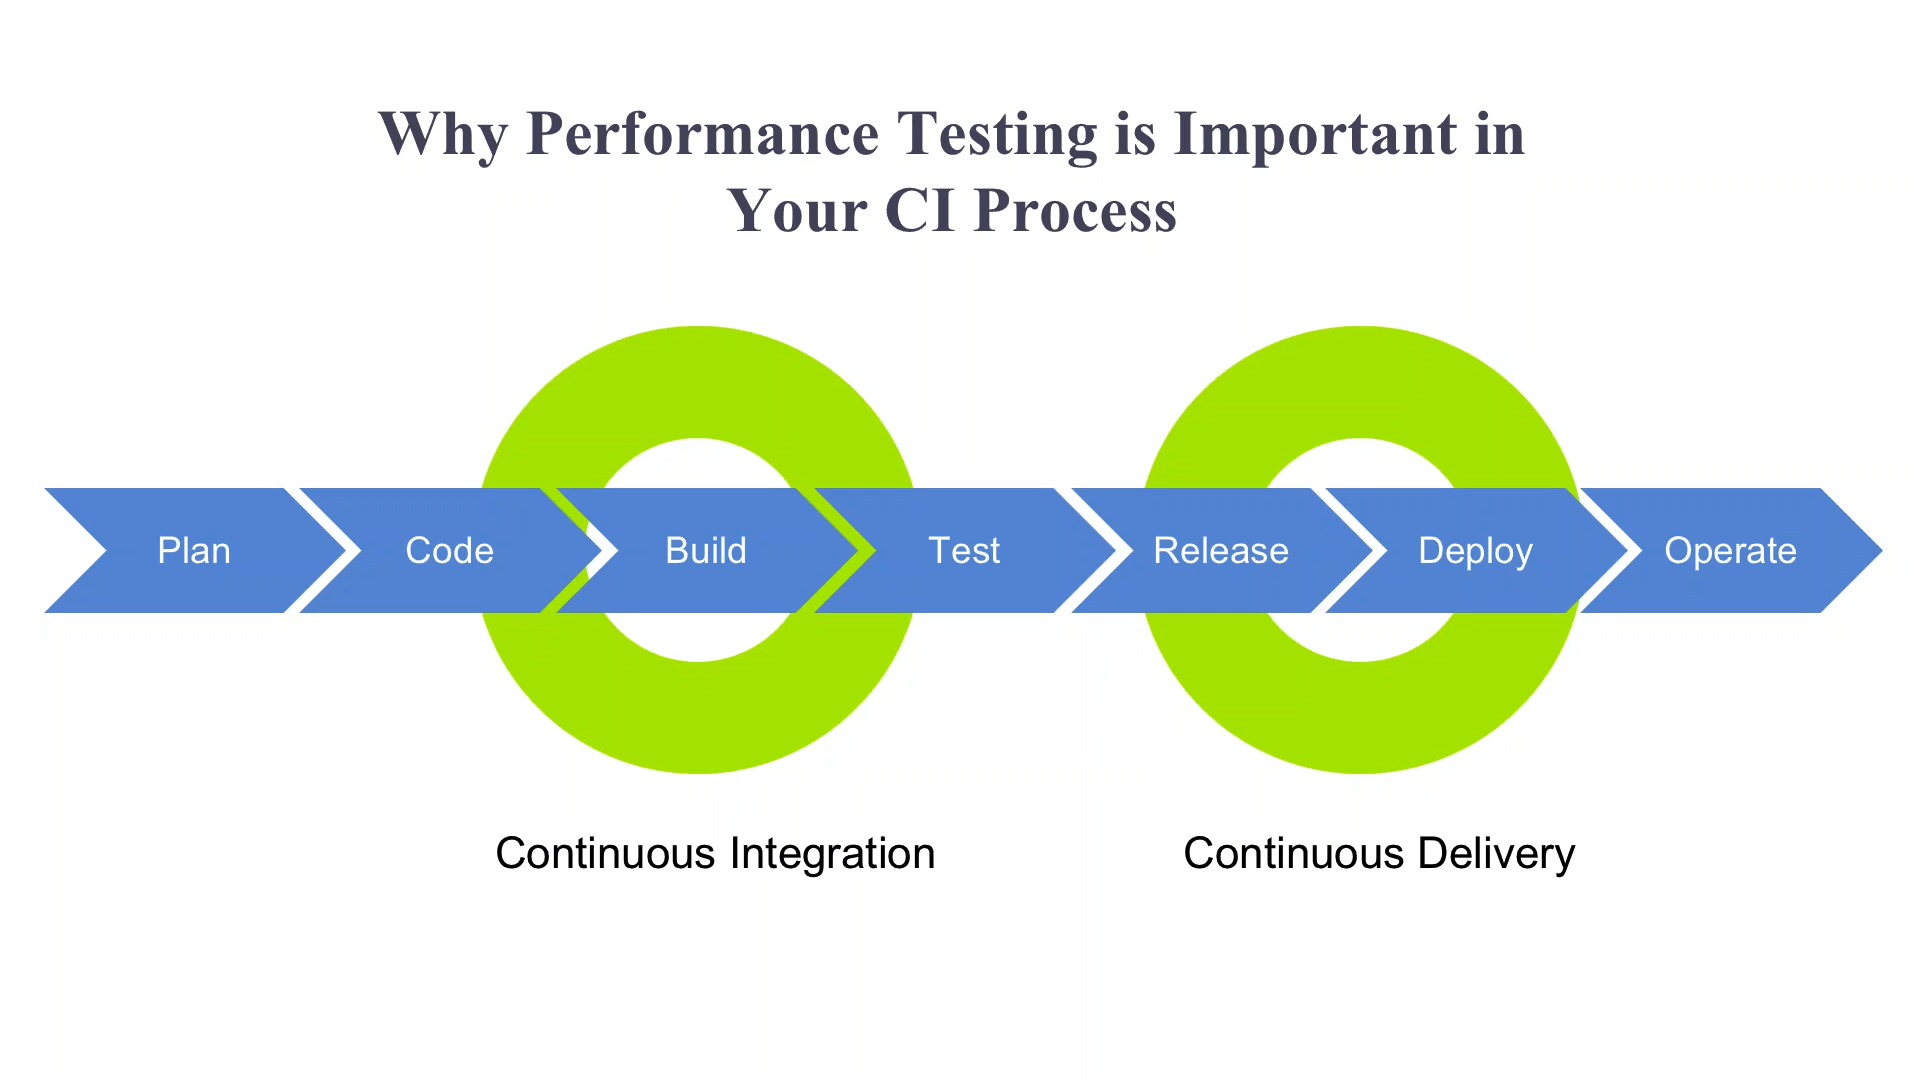 Why Performance Testing is Important in
Your CI Process
Plan
Code
Build
Test
Release
Deploy
Operate
Continuous Integration
Continuous Delivery